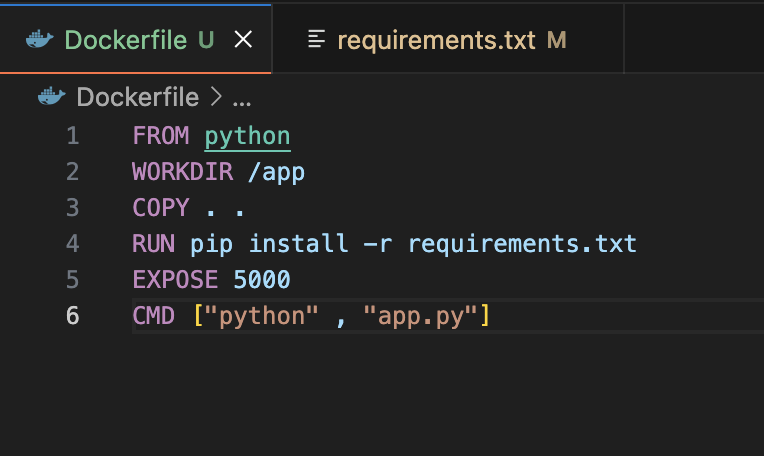 Dockerfile U × requirements.txt M
Dockerfile > ...
1 FROM python
2 WORKDIR /app
3 COPY . .
4 RUN pip install -r requirements.txt
5 EXPOSE 5000
6 CMD ["python" , "app.py"]